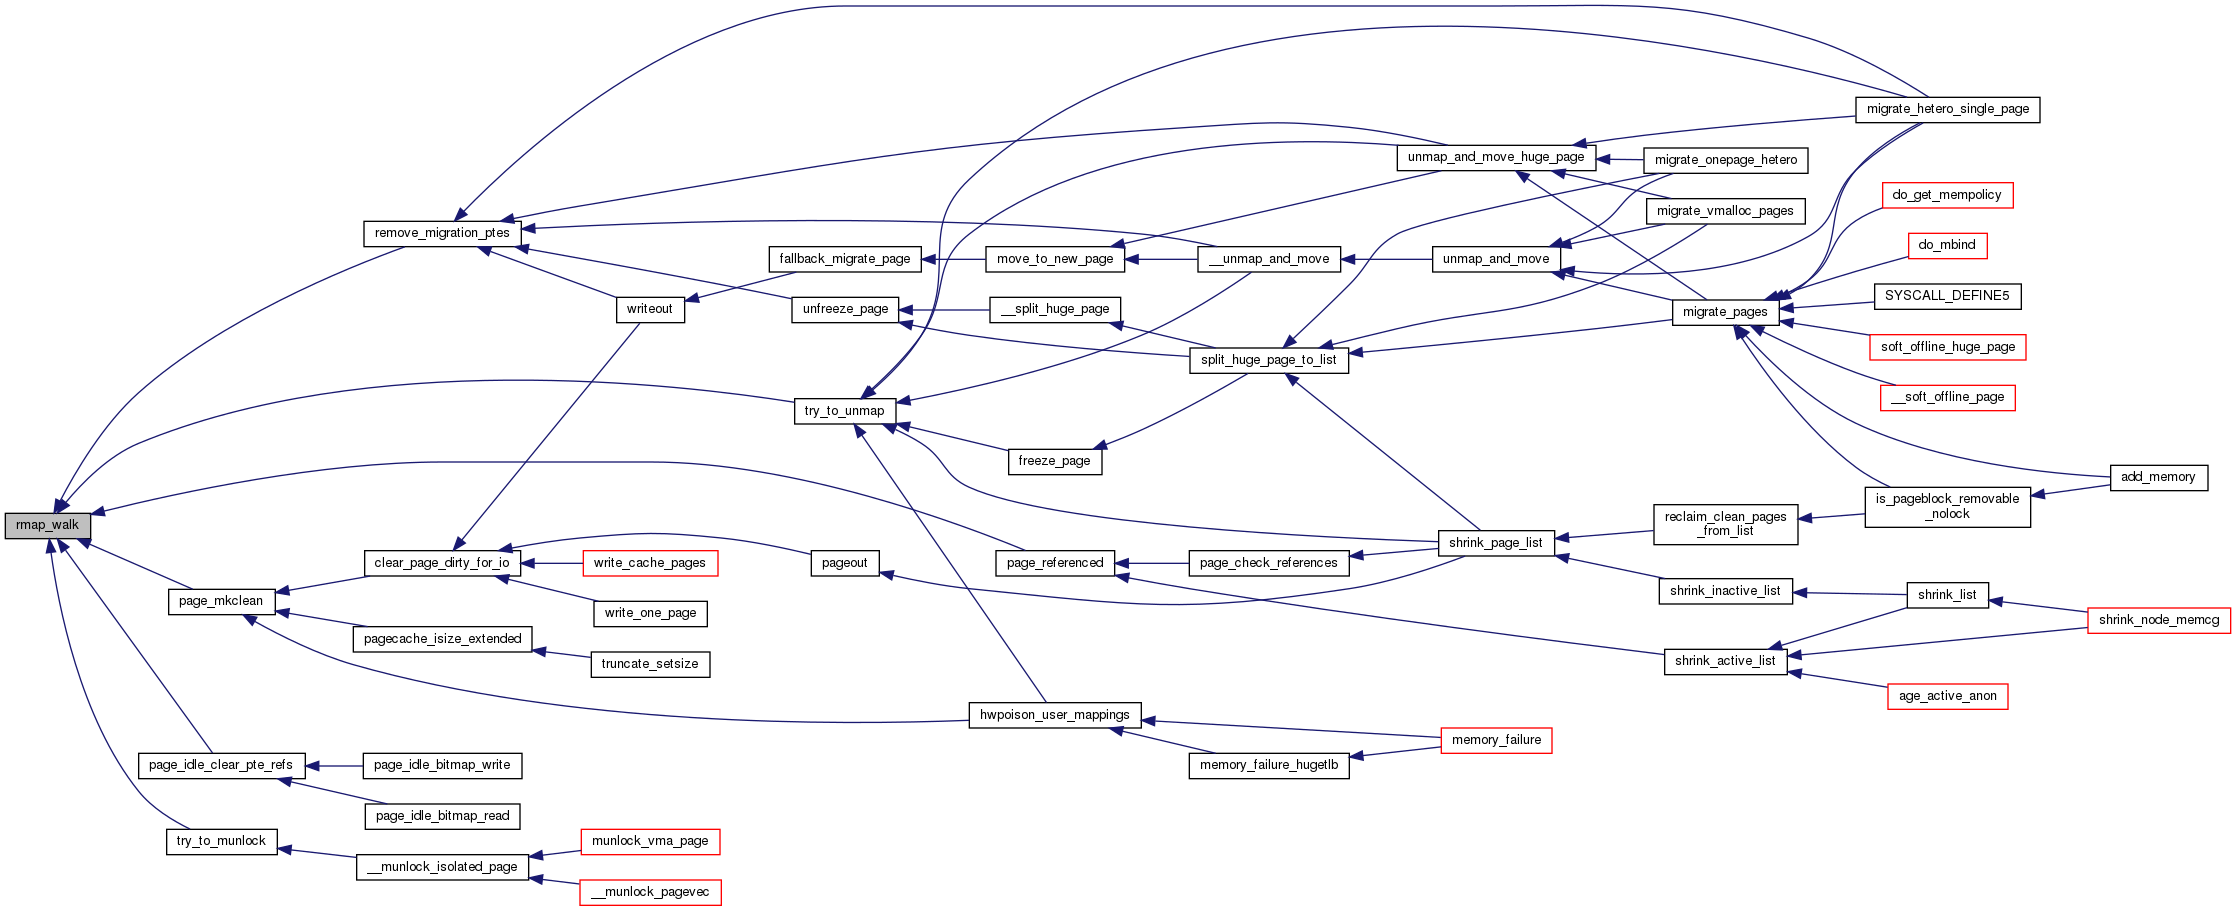 migrate_hetero_single_page
unmap_and_move_huge_page
migrate_onepage_hetero
do_get_mempolicy
migrate_vmalloc_pages
remove_migration_ptes
do_mbind
fallback_migrate_page
move_to_new_page
__unmap_and_move
unmap_and_move
SYSCALL_DEFINE5
writeout
unfreeze_page
__split_huge_page
migrate_pages
soft_offline_huge_page
split_huge_page_to_list
__soft_offline_page
try_to_unmap
freeze_page
add_memory
is_pageblock_removable
_nolock
rmap_walk
reclaim_clean_pages
_from_list
shrink_page_list
clear_page_dirty_for_io
write_cache_pages
pageout
page_referenced
page_check_references
shrink_inactive_list
shrink_list
page_mkclean
write_one_page
shrink_node_memcg
pagecache_isize_extended
truncate_setsize
shrink_active_list
age_active_anon
hwpoison_user_mappings
memory_failure
page_idle_clear_pte_refs
page_idle_bitmap_write
memory_failure_hugetlb
page_idle_bitmap_read
try_to_munlock
munlock_vma_page
__munlock_isolated_page
__munlock_pagevec